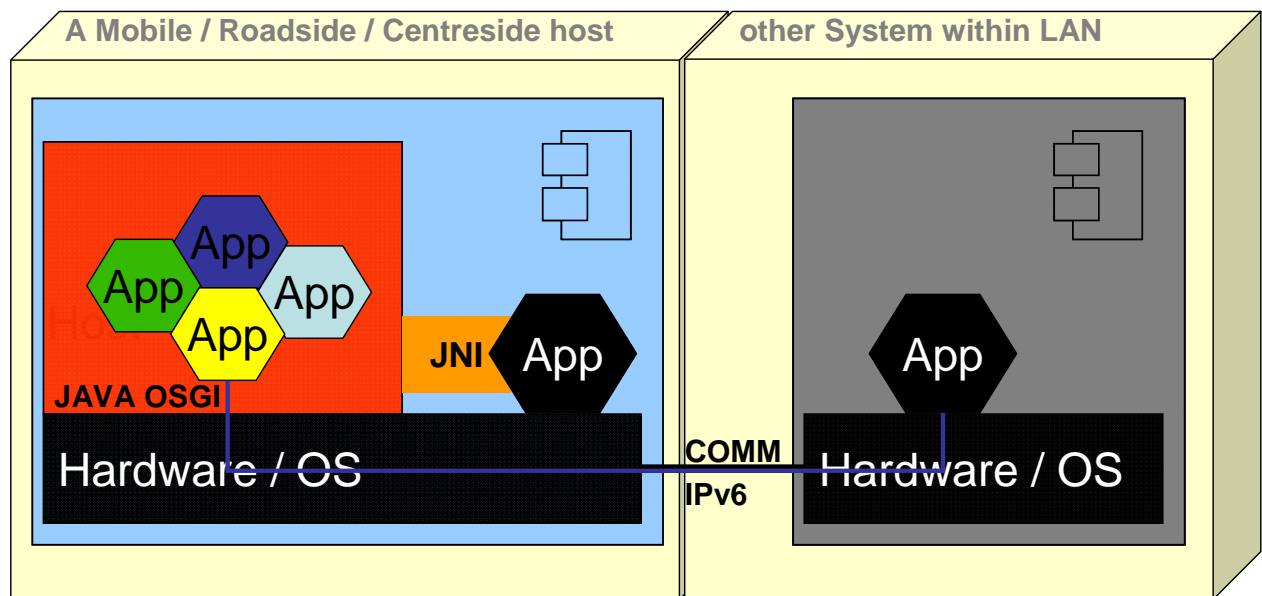 A Mobile / Roadside / Centreside host
other System within LAN
App
App
App
App
Host
JAVA OSGI
JNI
App
App
Hardware / OS
COMM
IPv6
Hardware / OS